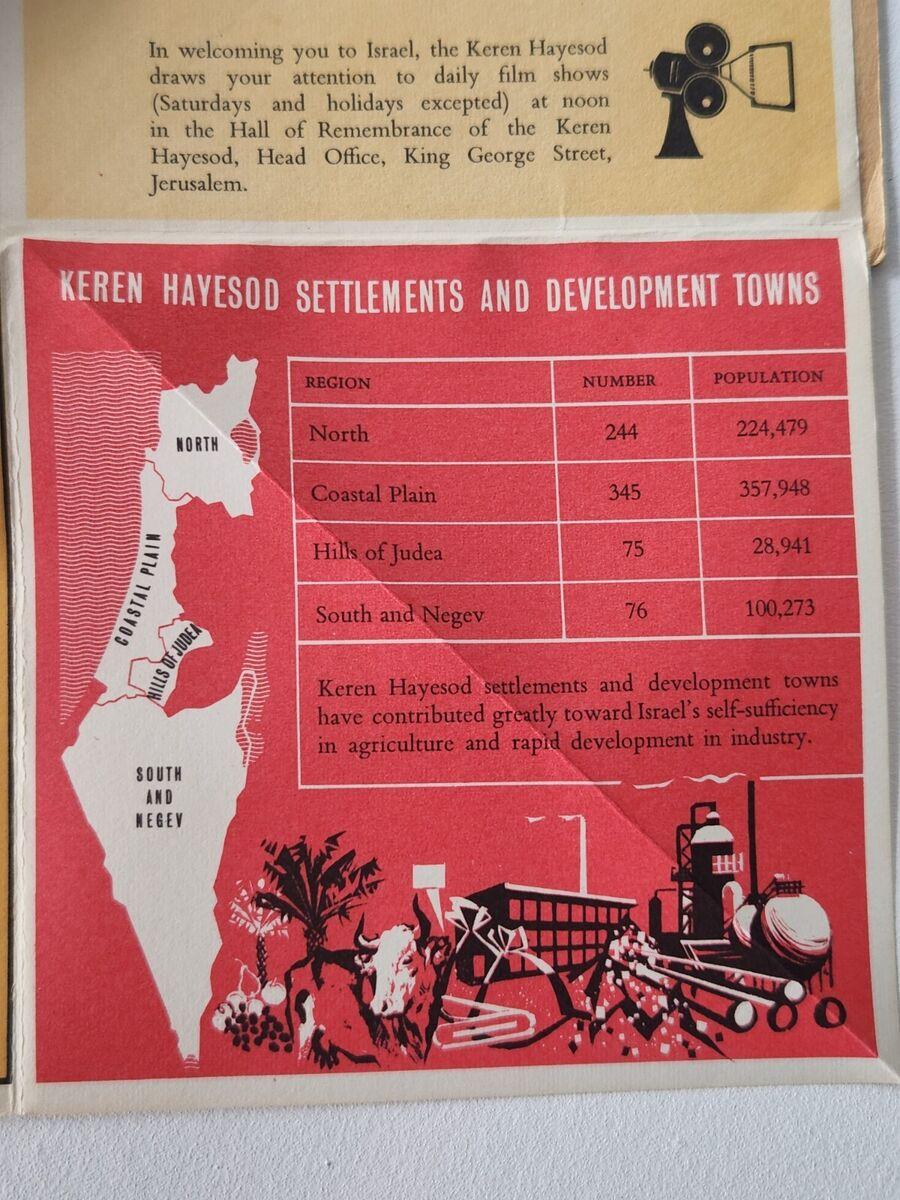 In welcoming you to Israel, the Keren Hayesod
draws your attention to daily film shows
(Saturdays and holidays excepted) at noon
in the Hall of Remembrance of the Keren
Hayesod, Head Office, King George Street,
Jerusalem.
KEREN HAYESOD SETTLEMENTS AND DEVELOPMENT TOWNS
REGION NUMBER POPULATION
North 244 224,479
Coastal Plain 345 357,948
Hills of Judea 75 28,941
South and Negev 76 100,273
Keren Hayesod settlements and development towns
have contributed greatly toward Israel's self-sufficiency
in agriculture and rapid development in industry.
NORTH
COASTAL PLAIN
HILLS OF JUDEA
SOUTH
AND
NEGEV